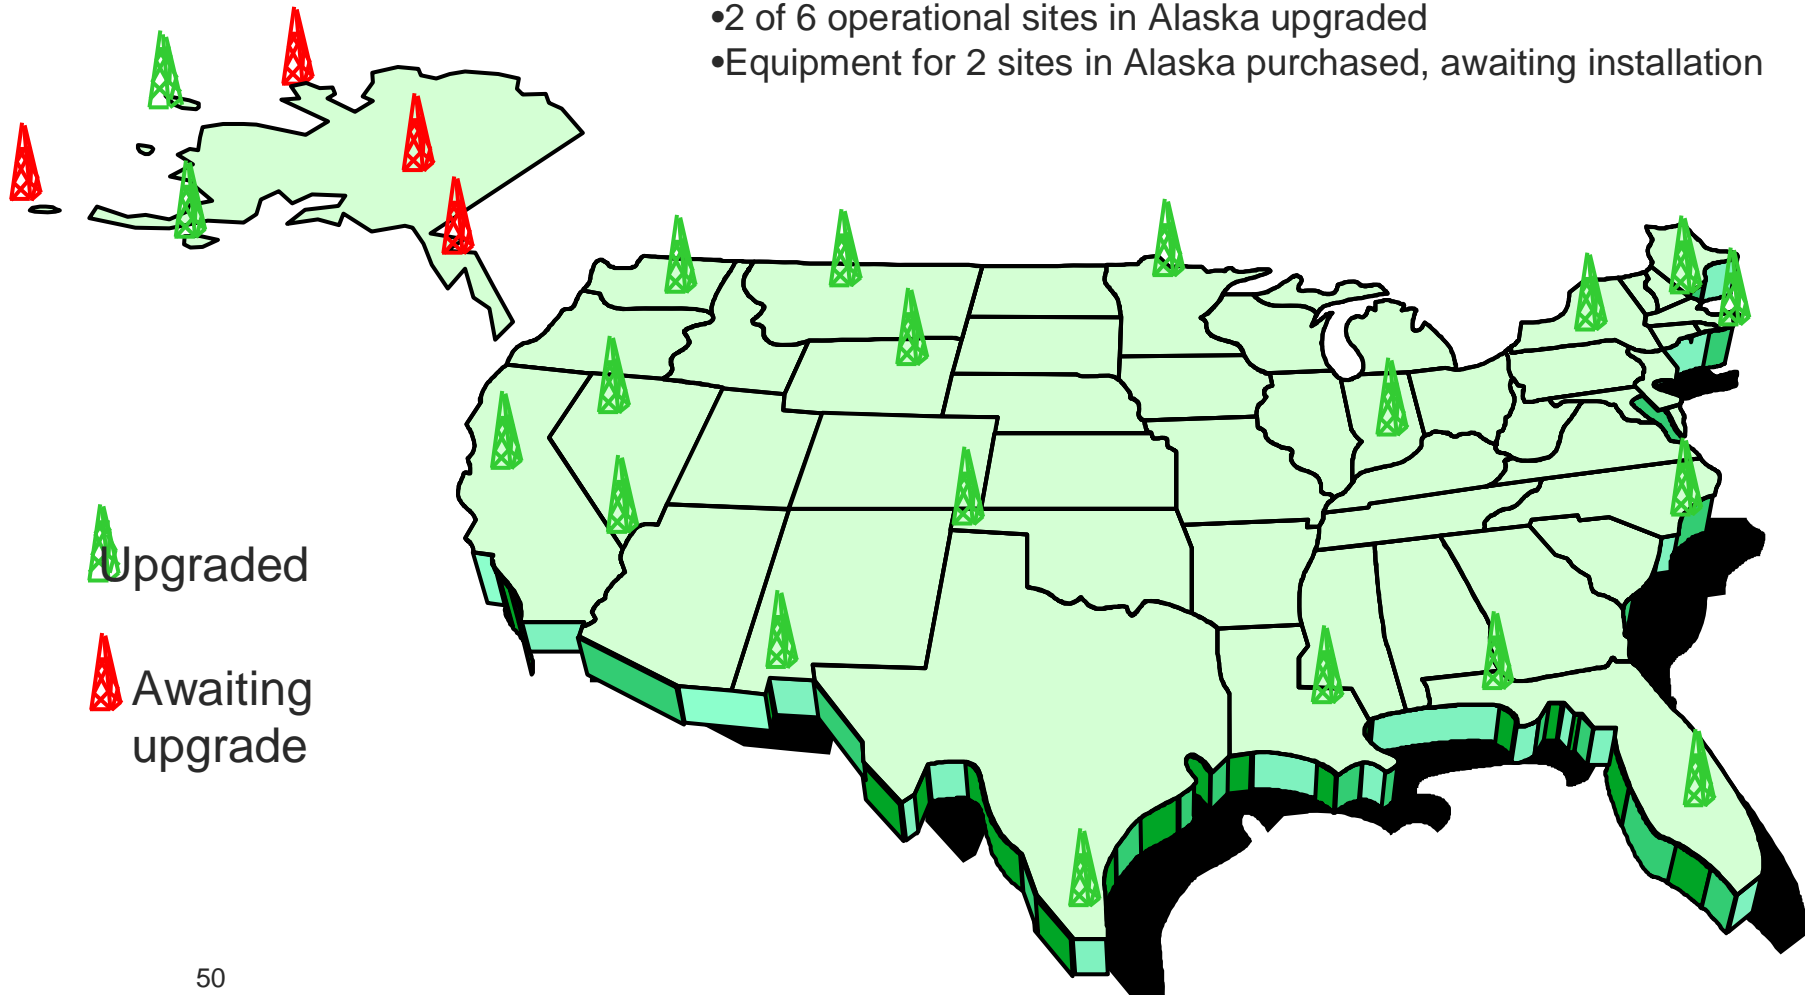 •2 of 6 operational sites in Alaska upgraded
•Equipment for 2 sites in Alaska purchased, awaiting installation
Upgraded
Awaiting
upgrade
50